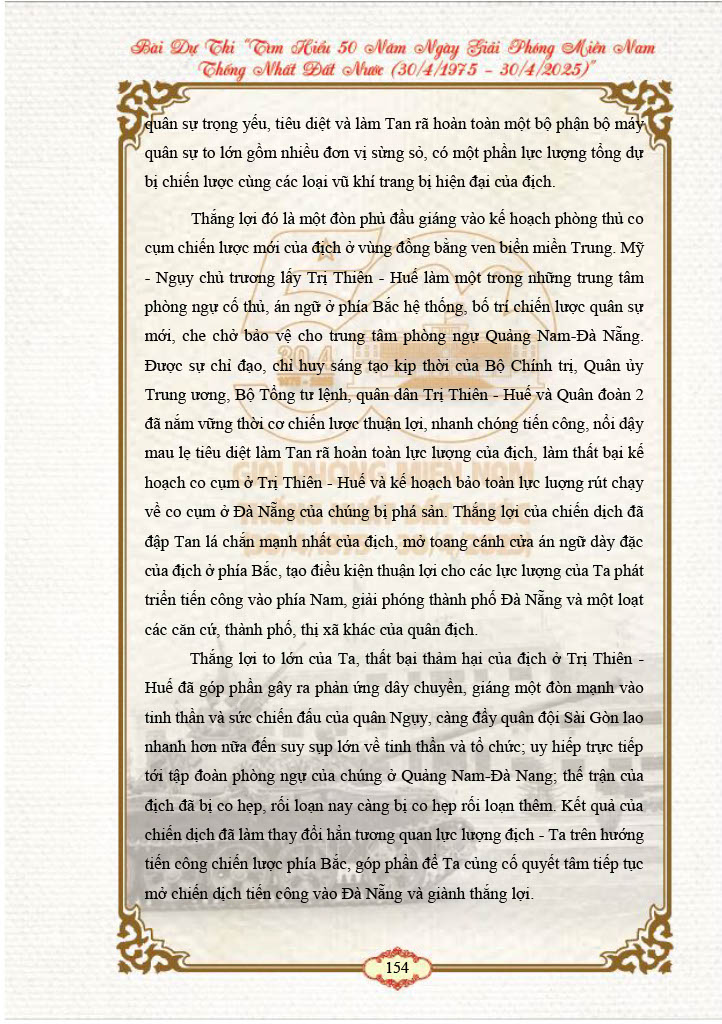 Bài Dự Thi "Tìm Hiểu 50 Năm Ngày Giải Phóng Miền Nam
Thống Nhất Đất Nước (30/4/1975 - 30/4/2025)"
quân sự trọng yếu, tiêu diệt và làm Tan rã hoàn toàn một bộ phận bộ máy
quân sự to lớn gồm nhiều đơn vị sừng sỏ, có một phần lực lượng tổng dự
bị chiến lược cùng các loại vũ khí trang bị hiện đại của địch.
Thắng lợi đó là một đòn phủ đầu giáng vào kế hoạch phòng thủ co
cụm chiến lược mới của địch ở vùng đồng bằng ven biển miền Trung. Mỹ
- Ngụy chủ trương lấy Trị Thiên - Huế làm một trong những trung tâm
phòng ngự cố thủ, án ngữ ở phía Bắc hệ thống, bố trí chiến lược quân sự
mới, che chở bảo vệ cho trung tâm phòng ngự Quảng Nam-Đà Nẵng.
Được sự chỉ đạo, chỉ huy sáng tạo kịp thời của Bộ Chính trị, Quân ủy
Trung ương, Bộ Tổng tư lệnh, quân dân Trị Thiên - Huế và Quân đoàn 2
đã nắm vững thời cơ chiến lược thuận lợi, nhanh chóng tiến công, nổi dậy
mau lẹ tiêu diệt làm Tan rã hoàn toàn lực lượng của địch, làm thất bại kế
hoạch co cụm ở Trị Thiên - Huế và kế hoạch bảo toàn lực lượng rút chạy
về co cụm ở Đà Nẵng của chúng bị phá sản. Thắng lợi của chiến dịch đã
đập Tan lá chắn mạnh nhất của địch, mở toang cánh cửa án ngữ dày đặc
của địch ở phía Bắc, tạo điều kiện thuận lợi cho các lực lượng của Ta phát
triển tiến công vào phía Nam, giải phóng thành phố Đà Nẵng và một loạt
các căn cứ, thành phố, thị xã khác của quân địch.
Thắng lợi to lớn của Ta, thất bại thảm hại của địch ở Trị Thiên -
Huế đã góp phần gây ra phản ứng dây chuyền, giáng một đòn mạnh vào
tinh thần và sức chiến đấu của quân Ngụy, càng đẩy quân đội Sài Gòn lao
nhanh hơn nữa đến suy sụp lớn về tinh thần và tổ chức; uy hiếp trực tiếp
tới tập đoàn phòng ngự của chúng ở Quảng Nam-Đà Nang; thế trận của
địch đã bị co hẹp, rối loạn nay càng bị co hẹp rối loạn thêm. Kết quả của
chiến dịch đã làm thay đổi hẳn tương quan lực lượng địch - Ta trên hướng
tiến công chiến lược phía Bắc, góp phần để Ta củng cố quyết tâm tiếp tục
mở chiến dịch tiến công vào Đà Nẵng và giành thắng lợi.
154